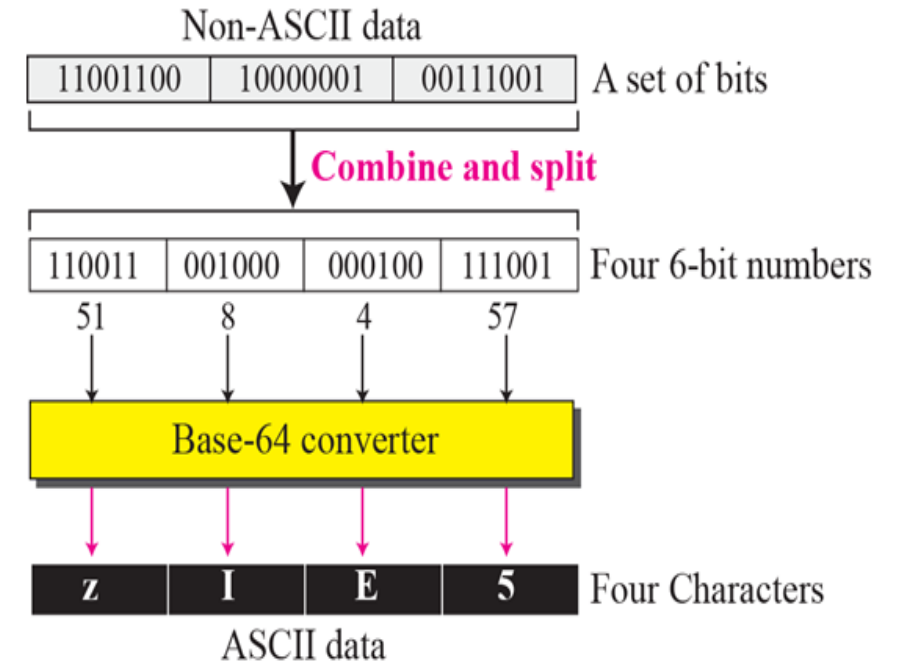 Non-ASCII data
11001100 10000001 00111001 A set of bits
Combine and split
110011 001000 000100 111001 Four 6-bit numbers
51 8 4 57
Base-64 converter
z I E 5 Four Characters
ASCII data